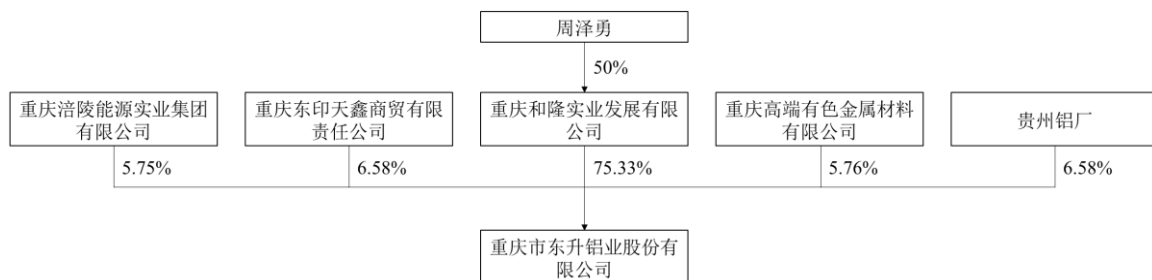 周泽勇
50%
重庆涪陵能源实业集团
有限公司
重庆东印天鑫商贸有限
责任公司
重庆和隆实业发展有限
公司
重庆高端有色金属材料
有限公司
贵州铝厂
5.75%
6.58%
75.33%
5.76%
6.58%
重庆市东升铝业股份有
限公司